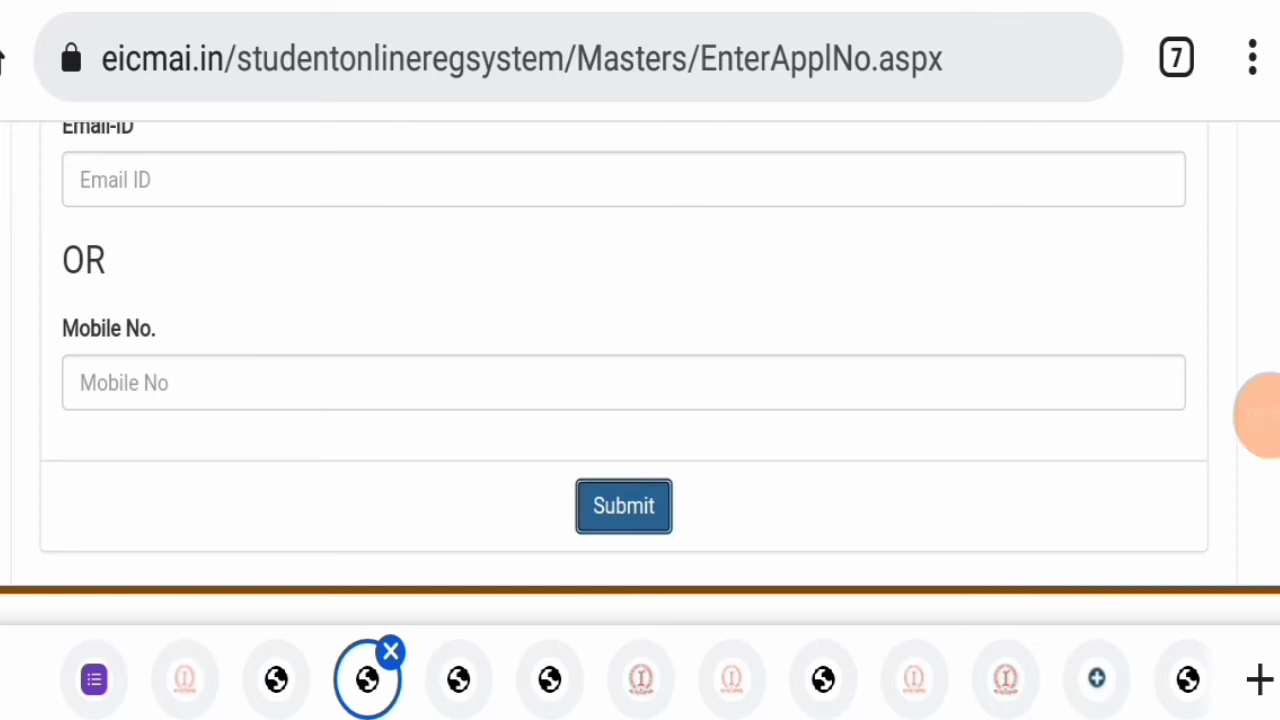 eicmai.in/studentonlineregsystem/Masters/EnterApplNo.aspx
7
Email-ID
Email ID
OR
Mobile No.
Mobile No
Submit